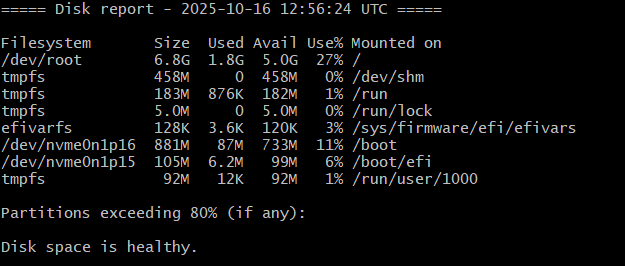 ===== Disk report - 2025-10-16 12:56:24 UTC =====
Filesystem       Size  Used Avail Use% Mounted on
/dev/root        6.8G  1.8G  5.0G  27% /
tmpfs            458M     0  458M   0% /dev/shm
tmpfs            183M  876K  182M   1% /run
tmpfs            5.0M     0  5.0M   0% /run/lock
efivarfs         128K  3.6K  120K   3% /sys/firmware/efi/efivars
/dev/nvme0n1p16  881M   87M  733M  11% /boot
/dev/nvme0n1p15  105M  6.2M   99M   6% /boot/efi
tmpfs             92M   12K   92M   1% /run/user/1000
Partitions exceeding 80% (if any):
Disk space is healthy.